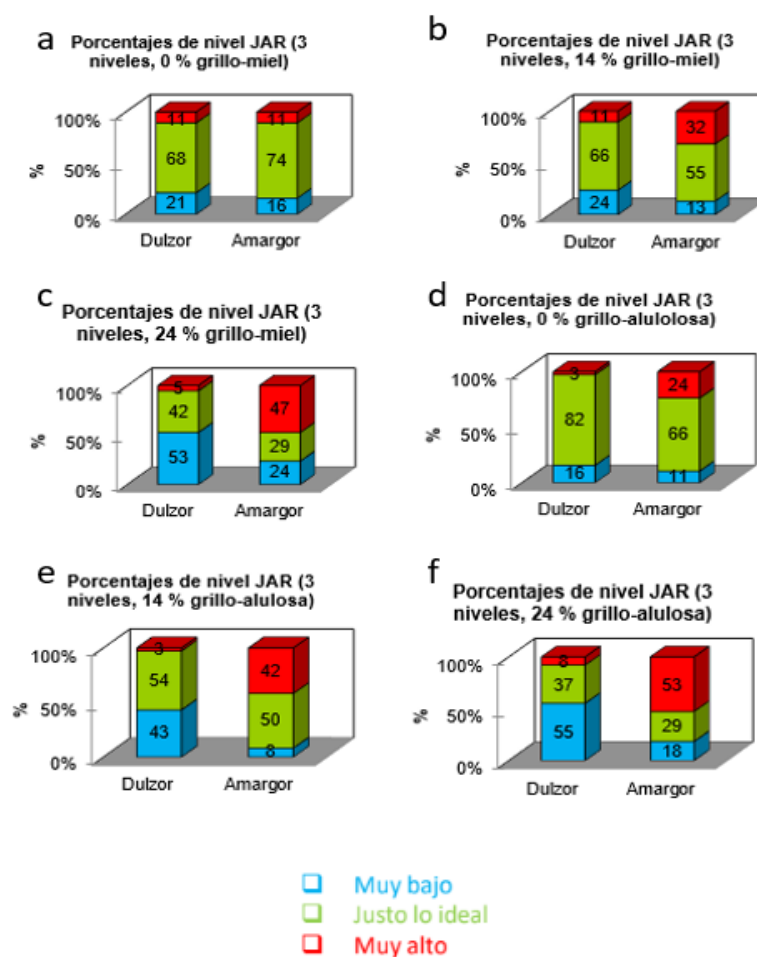 a
Porcentajes de nivel JAR (3
niveles, 0 % grillo-miel)
100%
50%
0%
%
11
68
21
11
74
16
Dulzor
Amargor
b
Porcentajes de nivel JAR (3
niveles, 14 % grillo-miel)
100%
50%
0%
%
11
66
24
32
55
13
Dulzor
Amargor
c
Porcentajes de nivel JAR (3
niveles, 24 % grillo-miel)
100%
50%
0%
%
5
42
53
47
29
24
Dulzor
Amargor
d
Porcentajes de nivel JAR (3
niveles, 0 % grillo-alulolosa)
100%
50%
0%
%
3
82
16
24
66
11
Dulzor
Amargor
e
Porcentajes de nivel JAR (3
niveles, 14 % grillo-alulosa)
100%
50%
0%
%
3
54
43
42
50
8
Dulzor
Amargor
f
Porcentajes de nivel JAR (3
niveles, 24 % grillo-alulosa)
100%
50%
0%
%
8
37
55
53
29
18
Dulzor
Amargor
Muy bajo
Justo lo ideal
Muy alto